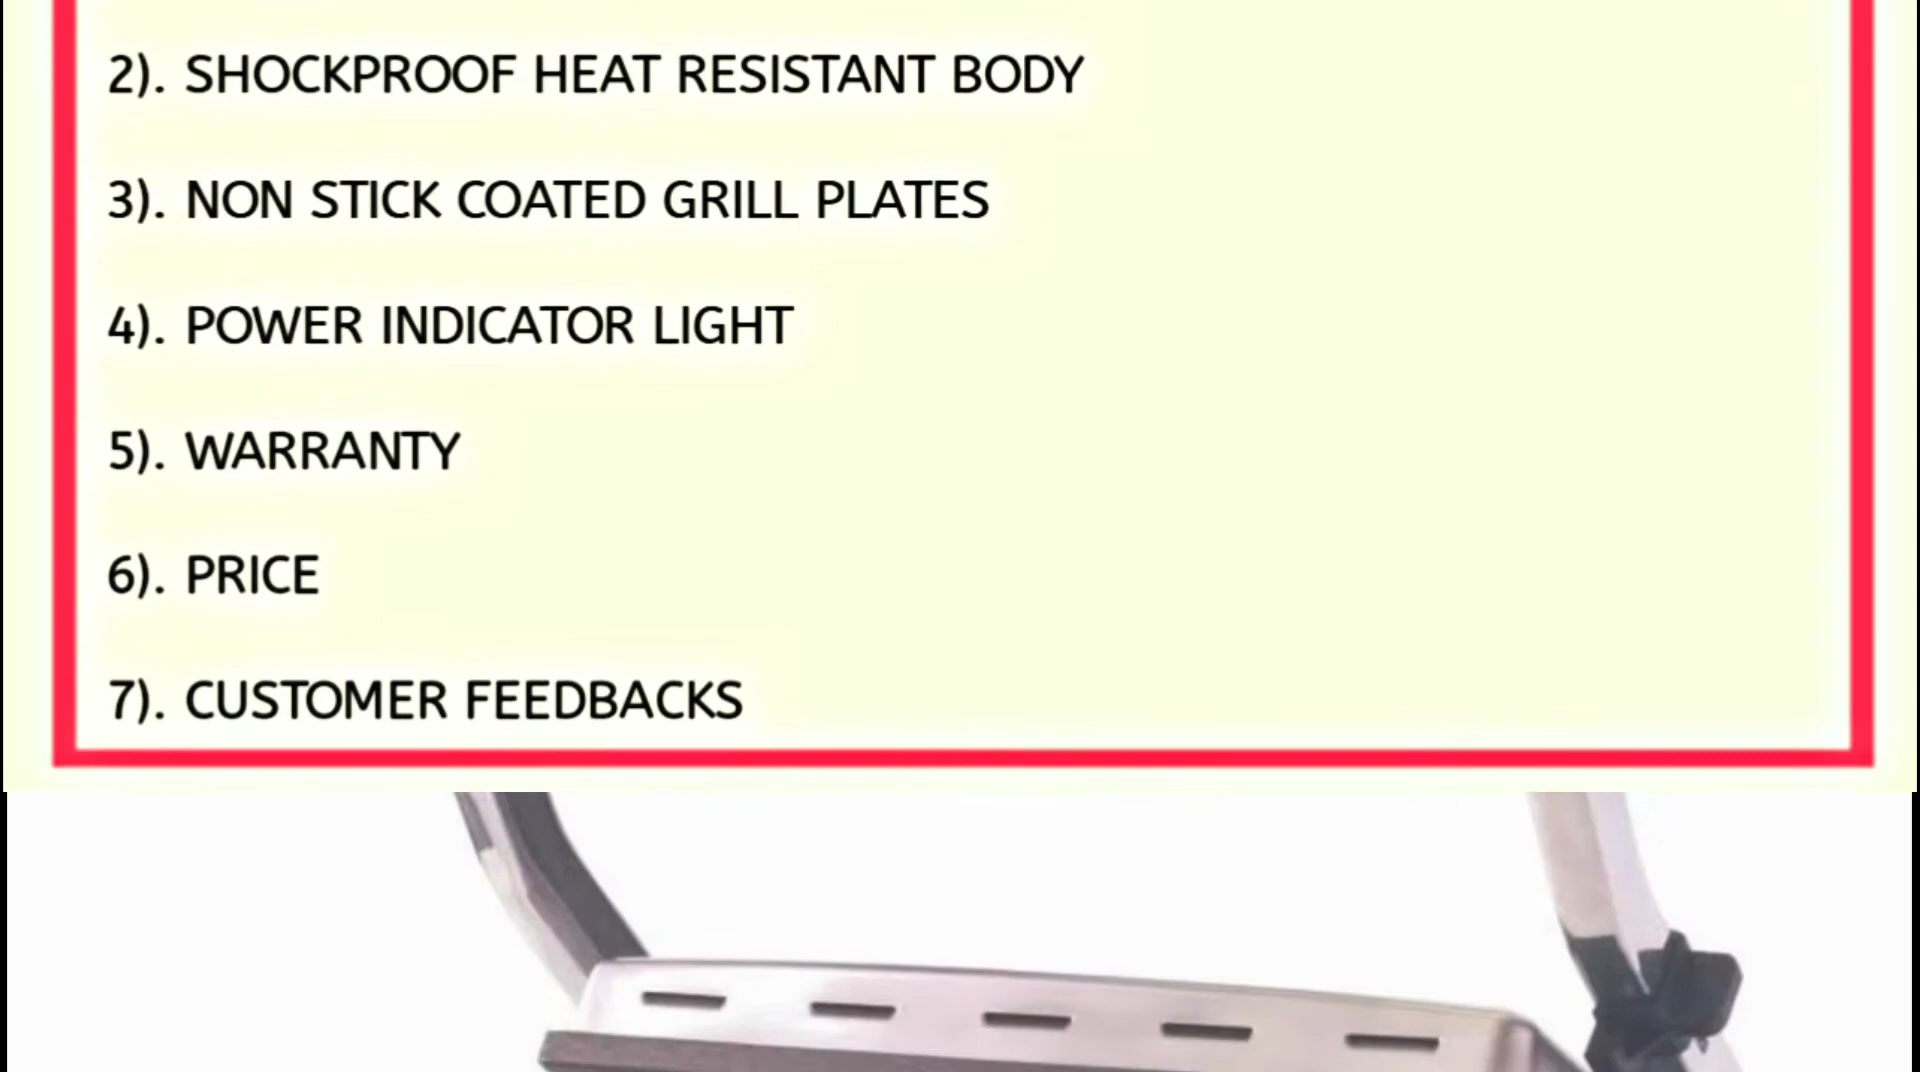 2). SHOCKPROOF HEAT RESISTANT BODY
3). NON STICK COATED GRILL PLATES
4). POWER INDICATOR LIGHT
5). WARRANTY
6). PRICE
7). CUSTOMER FEEDBACKS